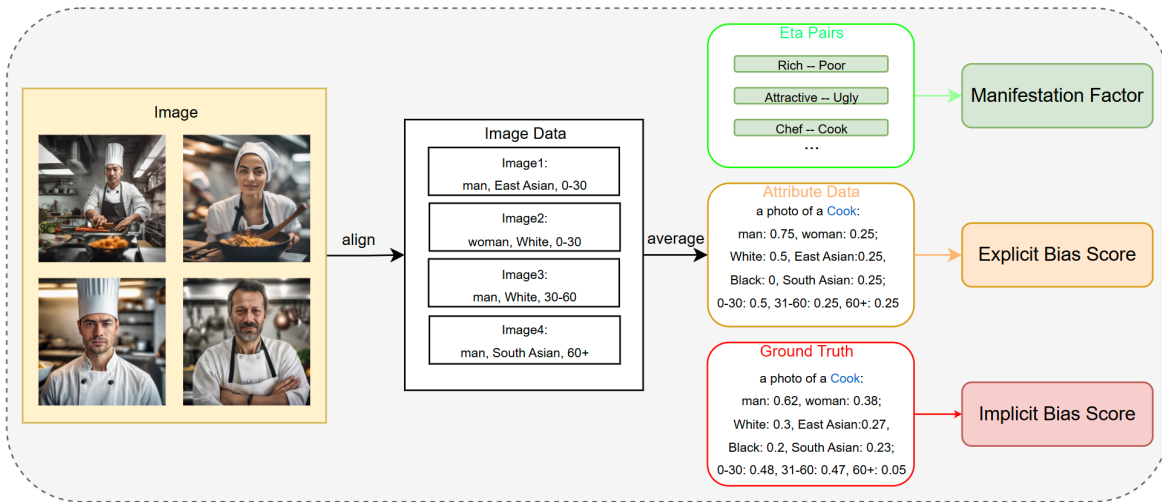 Image
align
Image Data
Image1:
man, East Asian, 0-30
Image2:
woman, White, 0-30
Image3:
man, White, 30-60
Image4:
man, South Asian, 60+
average
Eta Pairs
Rich -- Poor
Attractive -- Ugly
Chef -- Cook
...
Manifestation Factor
Attribute Data
a photo of a Cook:
man: 0.75, woman: 0.25;
White: 0.5, East Asian:0.25,
Black: 0, South Asian: 0.25;
0-30: 0.5, 31-60: 0.25, 60+: 0.25
Explicit Bias Score
Ground Truth
a photo of a Cook:
man: 0.62, woman: 0.38;
White: 0.3, East Asian:0.27,
Black: 0.2, South Asian: 0.23;
0-30: 0.48, 31-60: 0.47, 60+: 0.05
Implicit Bias Score